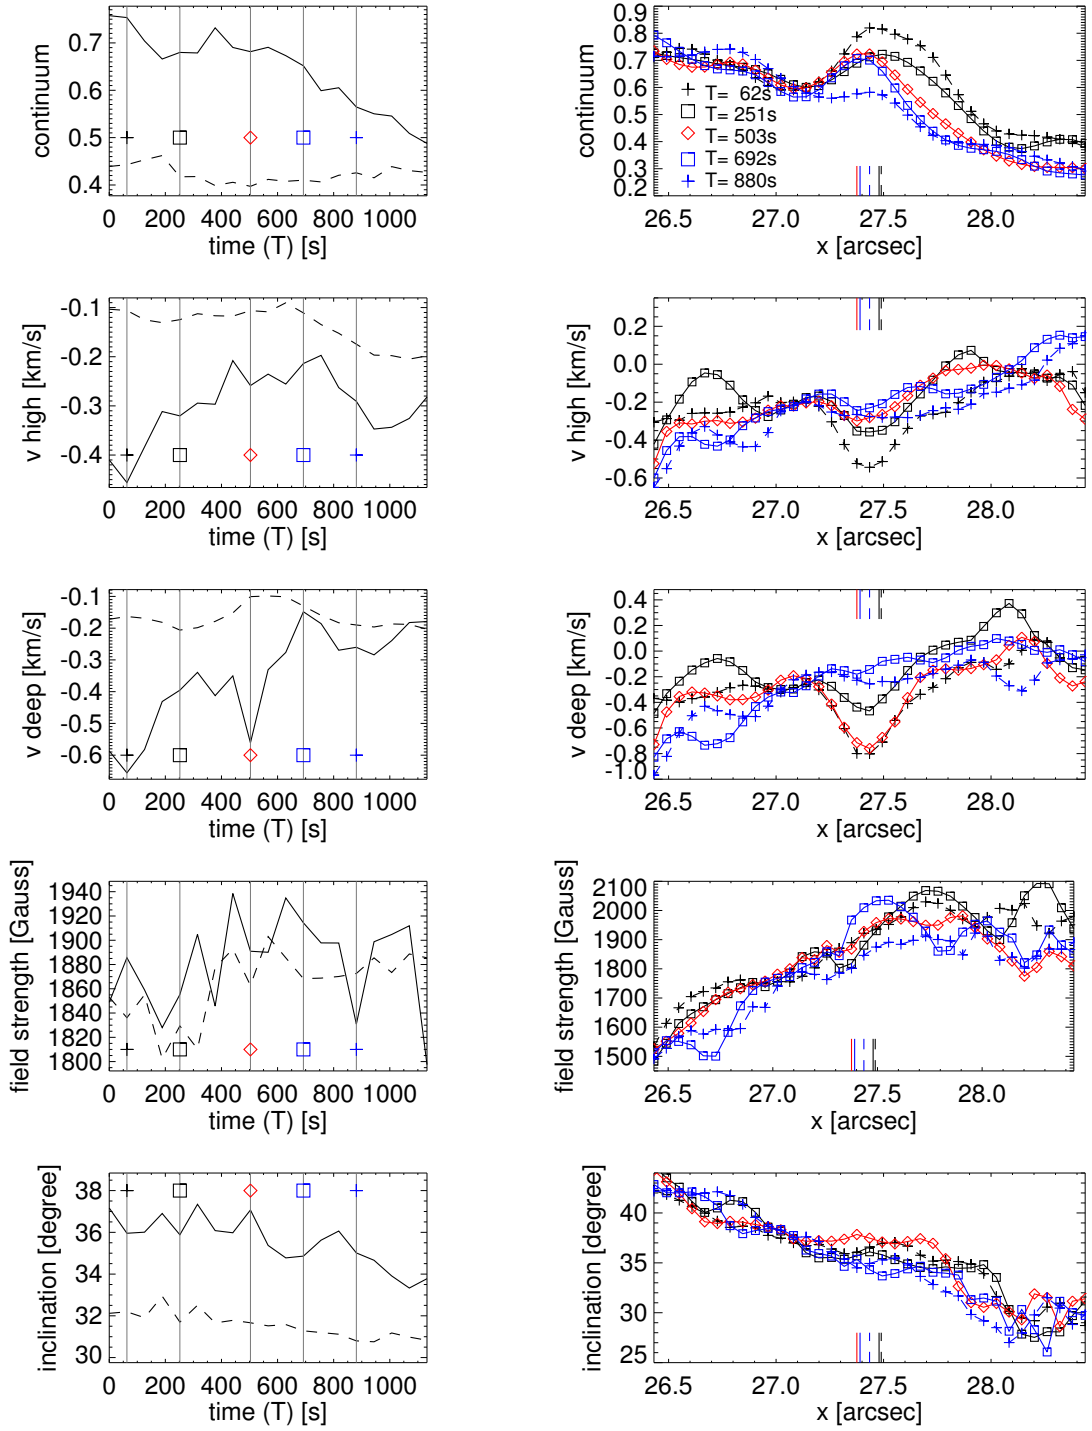 continuum
0.7
0.6
0.5
0.4
0 200 400 600 800 1000
time (T) [s]
continuum
0.9
0.8
0.7
0.6
0.5
0.4
0.3
0.2
T= 62s
T= 251s
T= 503s
T= 692s
T= 880s
26.5 27.0 27.5 28.0
x [arcsec]
v high [km/s]
-0.1
-0.2
-0.3
-0.4
0 200 400 600 800 1000
time (T) [s]
v high [km/s]
0.2
0.0
-0.2
-0.4
-0.6
26.5 27.0 27.5 28.0
x [arcsec]
v deep [km/s]
-0.1
-0.2
-0.3
-0.4
-0.5
-0.6
0 200 400 600 800 1000
time (T) [s]
v deep [km/s]
0.4
0.2
0.0
-0.2
-0.4
-0.6
-0.8
-1.0
26.5 27.0 27.5 28.0
x [arcsec]
field strength [Gauss]
1940
1920
1900
1880
1860
1840
1820
1800
0 200 400 600 800 1000
time (T) [s]
field strength [Gauss]
2100
2000
1900
1800
1700
1600
1500
26.5 27.0 27.5 28.0
x [arcsec]
inclination [degree]
38
36
34
32
30
0 200 400 600 800 1000
time (T) [s]
inclination [degree]
40
35
30
25
26.5 27.0 27.5 28.0
x [arcsec]